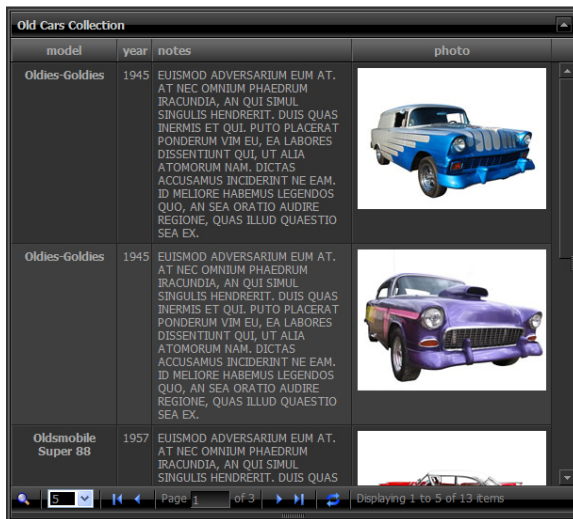 Old Cars Collection
model year notes photo
Oldies-Goldies 1945 EUISMOD ADVERSARIUM EUM AT.
AT NEC OMNIUM PHAEDRUM
IRACUNDIA, AN QUI SIMUL
SINGULIS HENDRERIT. DUIS QUAS
INERMIS ET QUI. PUTO PLACERAT
PONDERUM VIM EU, EA LABORES
DISSENTIUNT QUI, UT ALIA
ATOMORUM NAM. DICTAS
ACCUSAMUS INCIDERINT NE EAM.
ID MELIORE HABEMUS LEGENDOS
QUO, AN SEA ORATIO AUDIRE
REGIONE, QUAS ILLUD QUAESTIO
SEA EX.
Oldies-Goldies 1945 EUISMOD ADVERSARIUM EUM AT.
AT NEC OMNIUM PHAEDRUM
IRACUNDIA, AN QUI SIMUL
SINGULIS HENDRERIT. DUIS QUAS
INERMIS ET QUI. PUTO PLACERAT
PONDERUM VIM EU, EA LABORES
DISSENTIUNT QUI, UT ALIA
ATOMORUM NAM. DICTAS
ACCUSAMUS INCIDERINT NE EAM.
ID MELIORE HABEMUS LEGENDOS
QUO, AN SEA ORATIO AUDIRE
REGIONE, QUAS ILLUD QUAESTIO
SEA EX.
Oldsmobile 1957 EUISMOD ADVERSARIUM EUM AT.
Super 88 AT NEC OMNIUM PHAEDRUM
IRACUNDIA, AN QUI SIMUL
SINGULIS HENDRERIT. DUIS QUAS
5 Page 1 of 3 Displaying 1 to 5 of 13 items